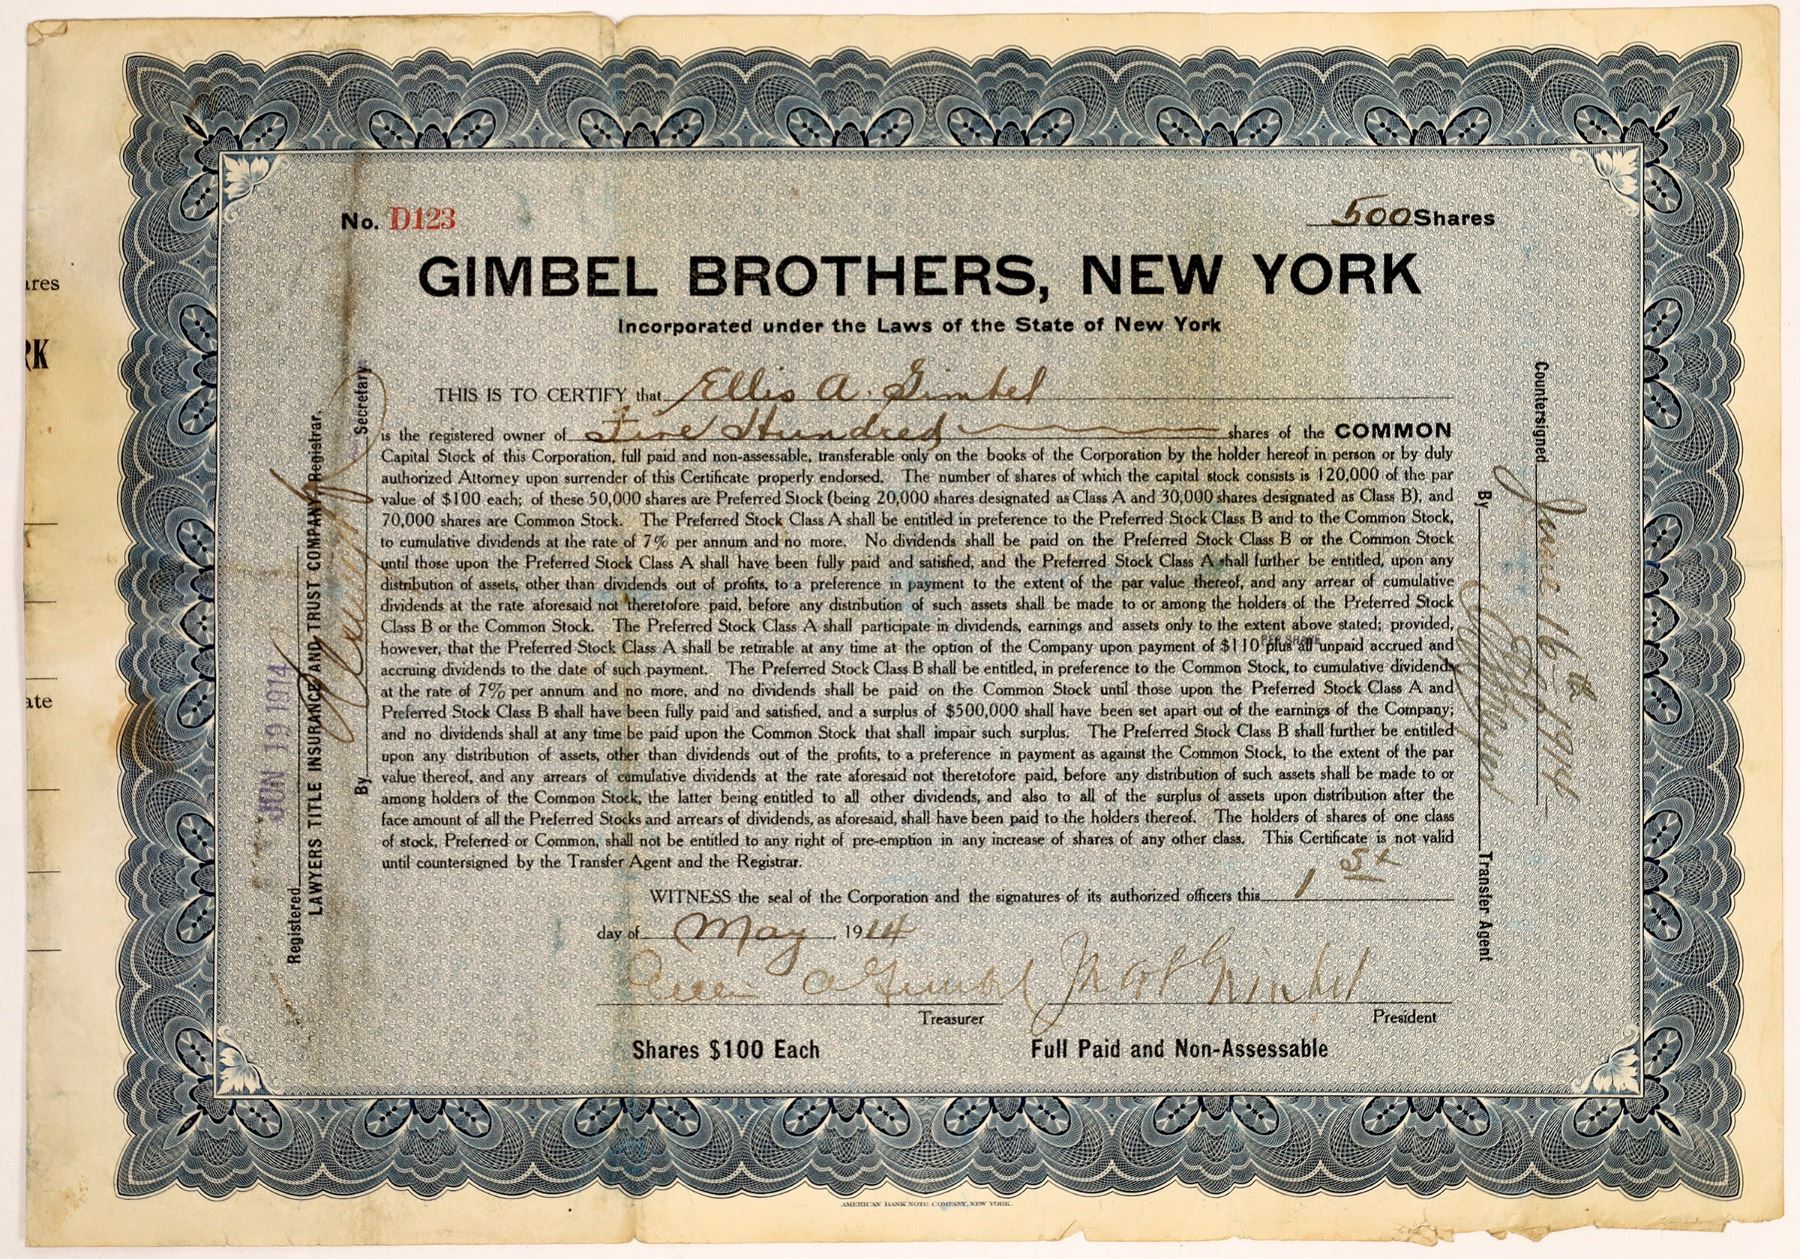 No. D123
500 Shares
GIMBEL BROTHERS, NEW YORK
Incorporated under the Laws of the State of New York
THIS IS TO CERTIFY that Ellis A. Gimbel
is the registered owner of Five Hundred shares of the COMMON
Capital Stock of this Corporation, full paid and non-assessable, transferable only on the books of the Corporation by the holder hereof in person or by duly
authorized Attorney upon surrender of this Certificate properly endorsed. The number of shares of which the capital stock consists is 120,000 of the par
value of $100 each; of these 50,000 shares are Preferred Stock (being 20,000 shares designated as Class A and 30,000 shares designated as Class B), and
70,000 shares are Common Stock. The Preferred Stock Class A shall be entitled in preference to the Preferred Stock Class B and to the Common Stock,
to cumulative dividends at the rate of 7% per annum and no more. No dividends shall be paid on the Preferred Stock Class B or the Common Stock
until those upon the Preferred Stock Class A shall have been fully paid and satisfied, and the Preferred Stock Class A shall further be entitled, upon any
distribution of assets, other than dividends out of profits, to a preference in payment to the extent of the par value thereof, and any arrear of cumulative
dividends at the rate aforesaid not theretofore paid, before any distribution of such assets shall be made to or among the holders of the Preferred Stock
Class B or the Common Stock. The Preferred Stock Class A shall participate in dividends, earnings and assets only to the extent above stated; provided,
PER SHARE
however, that the Preferred Stock Class A shall be retirable at any time at the option of the Company upon payment of $110 plus all unpaid accrued and
accruing dividends to the date of such payment. The Preferred Stock Class B shall be entitled, in preference to the Common Stock, to cumulative dividends
at the rate of 7% per annum and no more, and no dividends shall be paid on the Common Stock until those upon the Preferred Stock Class A and
Preferred Stock Class B shall have been fully paid and satisfied, and a surplus of $500,000 shall have been set apart out of the earnings of the Company;
and no dividends shall at any time be paid upon the Common Stock that shall impair such surplus. The Preferred Stock Class B shall further be entitled
upon any distribution of assets, other than dividends out of the profits, to a preference in payment as against the Common Stock, to the extent of the par
value thereof, and any arrears of cumulative dividends at the rate aforesaid not theretofore paid, before any distribution of such assets shall be made to or
among holders of the Common Stock, the latter being entitled to all other dividends, and also to all of the surplus of assets upon distribution after the
face amount of all the Preferred Stocks and arrears of dividends, as aforesaid, shall have been paid to the holders thereof. The holders of shares of one class
of stock, Preferred or Common, shall not be entitled to any right of pre-emption in any increase of shares of any other class. This Certificate is not valid
until countersigned by the Transfer Agent and the Registrar.
WITNESS the seal of the Corporation and the signatures of its authorized officers this 1st
day of May, 1914
Ellis A Gimbel
Treasurer
Jacob Gimbel
President
Shares $100 Each
Full Paid and Non-Assessable
AMERICAN BANK NOTE COMPANY, NEW YORK.
JUN 19 1914
Registered
LAWYERS TITLE INSURANCE AND TRUST COMPANY, Registrar.
By Secretary.
Countersigned June 16th 1914
By Transfer Agent
ares
RK
ate